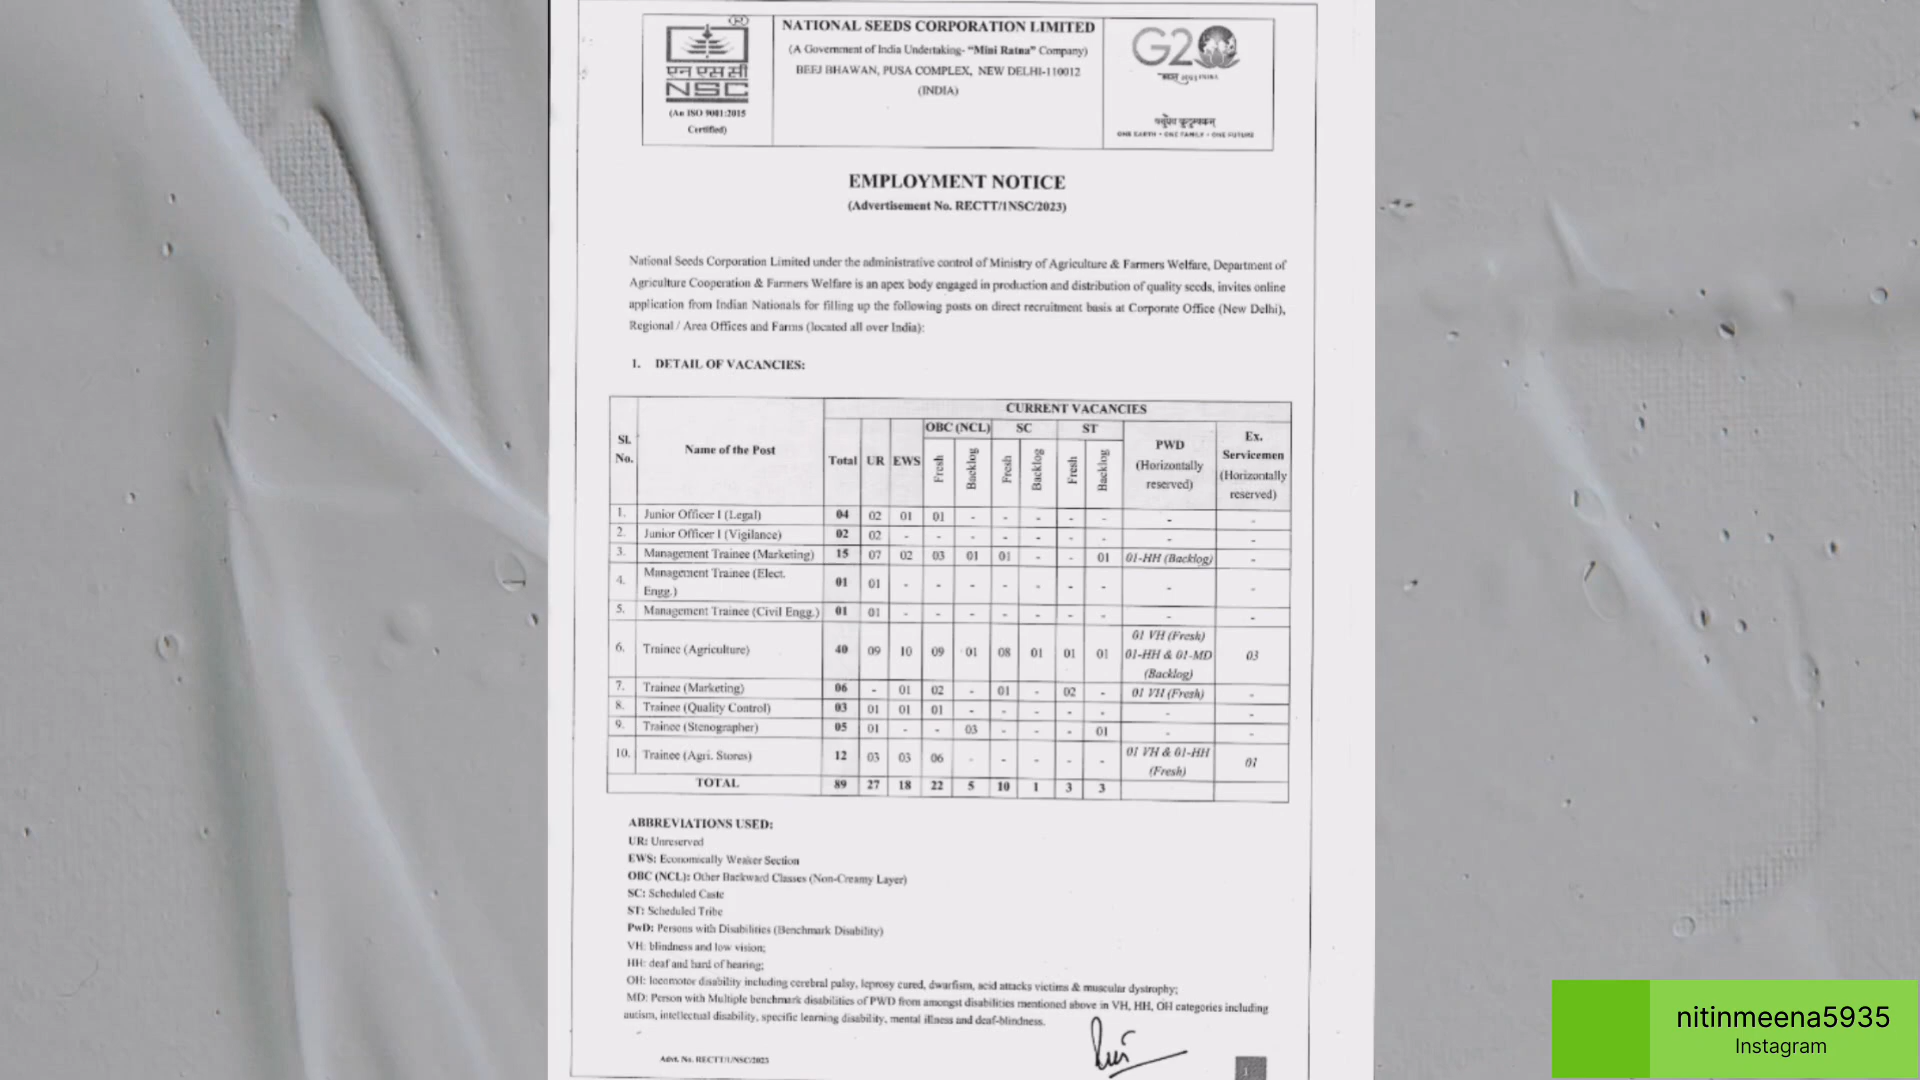 एन एस सी
NSC
(An ISO 9001:2015
Certified)
NATIONAL SEEDS CORPORATION LIMITED
(A Government of India Undertaking- “Mini Ratna” Company)
BEEJ BHAWAN, PUSA COMPLEX, NEW DELHI-110012
(INDIA)
G20
वसुधैव कुटुम्बकम्
ONE EARTH • ONE FAMILY • ONE FUTURE
EMPLOYMENT NOTICE
(Advertisement No. RECTT/1NSC/2023)
National Seeds Corporation Limited under the administrative control of Ministry of Agriculture & Farmers Welfare, Department of
Agriculture Cooperation & Farmers Welfare is an apex body engaged in production and distribution of quality seeds, invites online
application from Indian Nationals for filling up the following posts on direct recruitment basis at Corporate Office (New Delhi),
Regional / Area Offices and Farms (located all over India):
1. DETAIL OF VACANCIES:
CURRENT VACANCIES
Sl. No. Name of the Post Total UR EWS OBC (NCL) SC ST PWD (Horizontally reserved) Ex. Servicemen (Horizontally reserved)
Fresh Backlog Fresh Backlog Fresh Backlog
1. Junior Officer I (Legal) 04 02 01 01 - - - - - - -
2. Junior Officer I (Vigilance) 02 02 - - - - - - - - -
3. Management Trainee (Marketing) 15 07 02 03 01 01 - - 01 01-HH (Backlog) -
4. Management Trainee (Elect. Engg.) 01 01 - - - - - - - - -
5. Management Trainee (Civil Engg.) 01 01 - - - - - - - - -
6. Trainee (Agriculture) 40 09 10 09 01 08 01 01 01 01 VH (Fresh) 01-HH & 01-MD (Backlog) 03
7. Trainee (Marketing) 06 - 01 02 - 01 - 02 - 01 VH (Fresh) -
8. Trainee (Quality Control) 03 01 01 01 - - - - - - -
9. Trainee (Stenographer) 05 01 - - 03 - - - 01 - -
10. Trainee (Agri. Stores) 12 03 03 06 - - - - - 01 VH & 01-HH (Fresh) 01
TOTAL 89 27 18 22 5 10 1 3 3
ABBREVIATIONS USED:
UR: Unreserved
EWS: Economically Weaker Section
OBC (NCL): Other Backward Classes (Non-Creamy Layer)
SC: Scheduled Caste
ST: Scheduled Tribe
PwD: Persons with Disabilities (Benchmark Disability)
VH: blindness and low vision;
HH: deaf and hard of hearing;
OH: locomotor disability including cerebral palsy, leprosy cured, dwarfism, acid attacks victims & muscular dystrophy;
MD: Person with Multiple benchmark disabilities of PWD from amongst disabilities mentioned above in VH, HH, OH categories including
autism, intellectual disability, specific learning disability, mental illness and deaf-blindness.
Advt. No. RECTT/1/NSC/2023
1
nitinmeena5935
Instagram